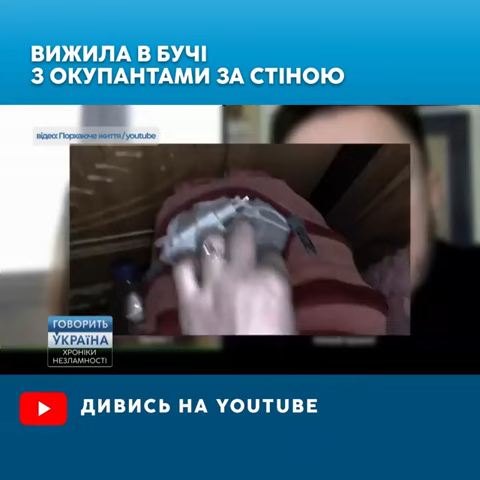 ВИЖИЛА В БУЧІ
З ОКУПАНТАМИ ЗА СТІНОЮ
відео: Порхаюче життя / youtube
ГОВОРИТЬ
УКРАЇНА
ХРОНІКИ
НЕЗЛАМНОСТІ
ДИВИСЬ НА YOUTUBE